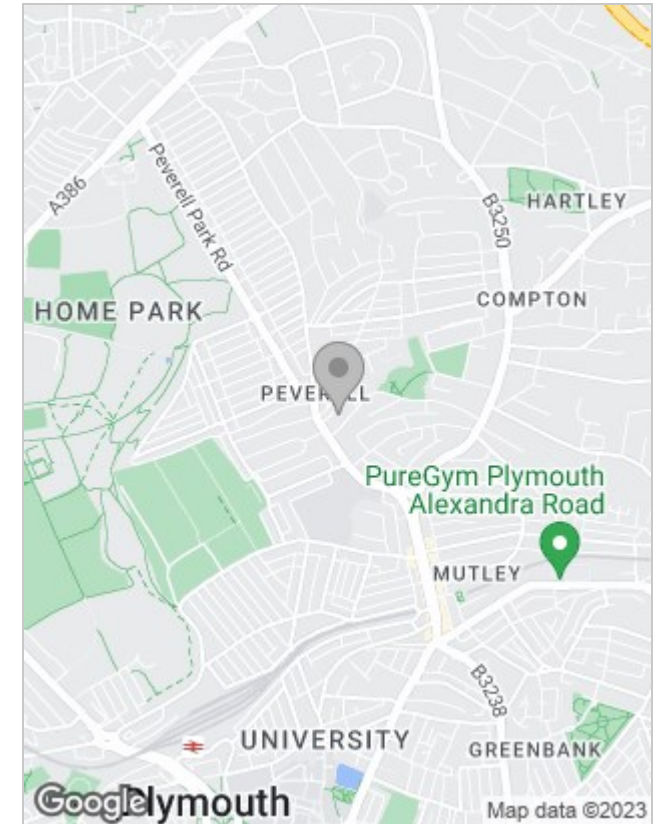 A386
Peverell Park Rd
HARTLEY
B3250
HOME PARK
COMPTON
PEVERELL
PureGym Plymouth
Alexandra Road
MUTLEY
B3238
UNIVERSITY
GREENBANK
Google
Plymouth
Map data ©2023